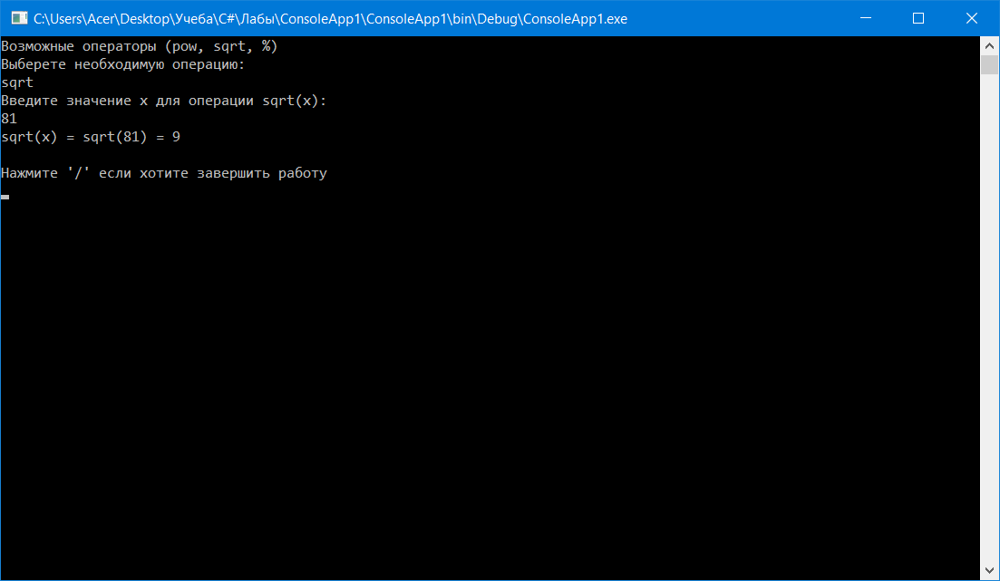 C:\Users\Acer\Desktop\Учеба\C#\Лабы\ConsoleApp1\ConsoleApp1\bin\Debug\ConsoleApp1.exe
Возможные операторы (pow, sqrt, %)
Выберете необходимую операцию:
sqrt
Введите значение x для операции sqrt(x):
81
sqrt(x) = sqrt(81) = 9
Нажмите '/' если хотите завершить работу